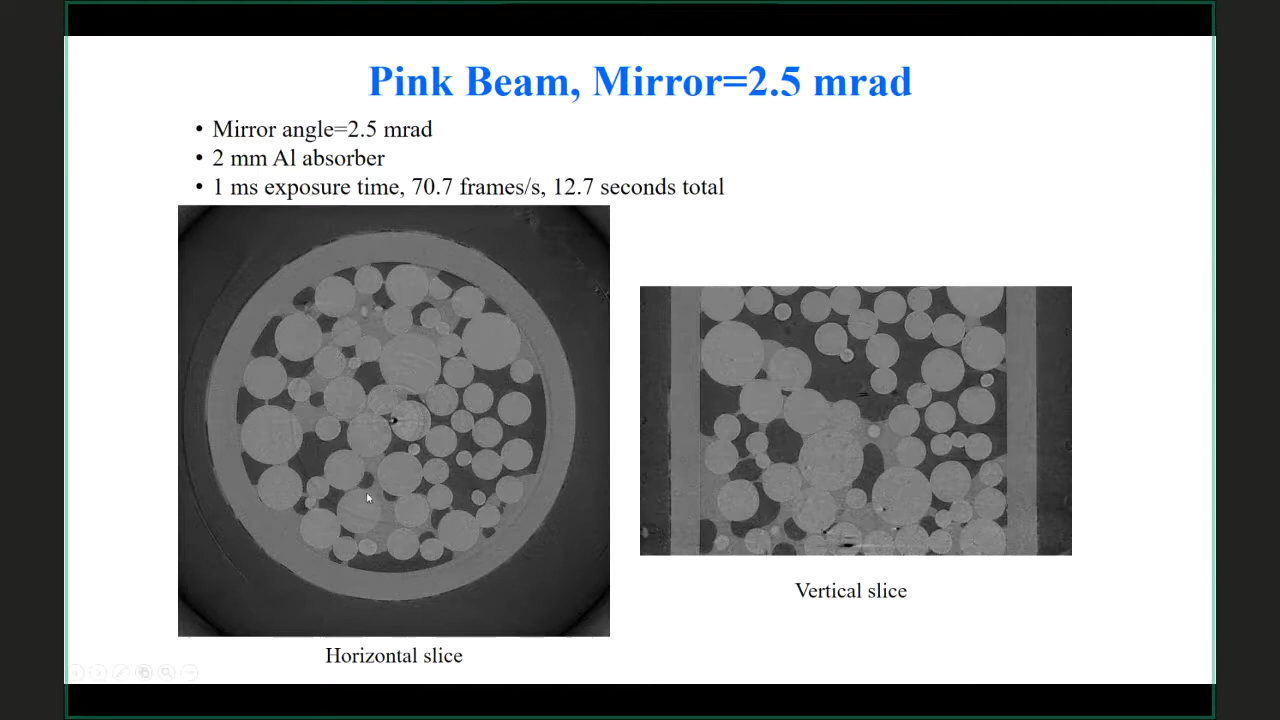 Pink Beam, Mirror=2.5 mrad
• Mirror angle=2.5 mrad
• 2 mm Al absorber
• 1 ms exposure time, 70.7 frames/s, 12.7 seconds total
Vertical slice
Horizontal slice